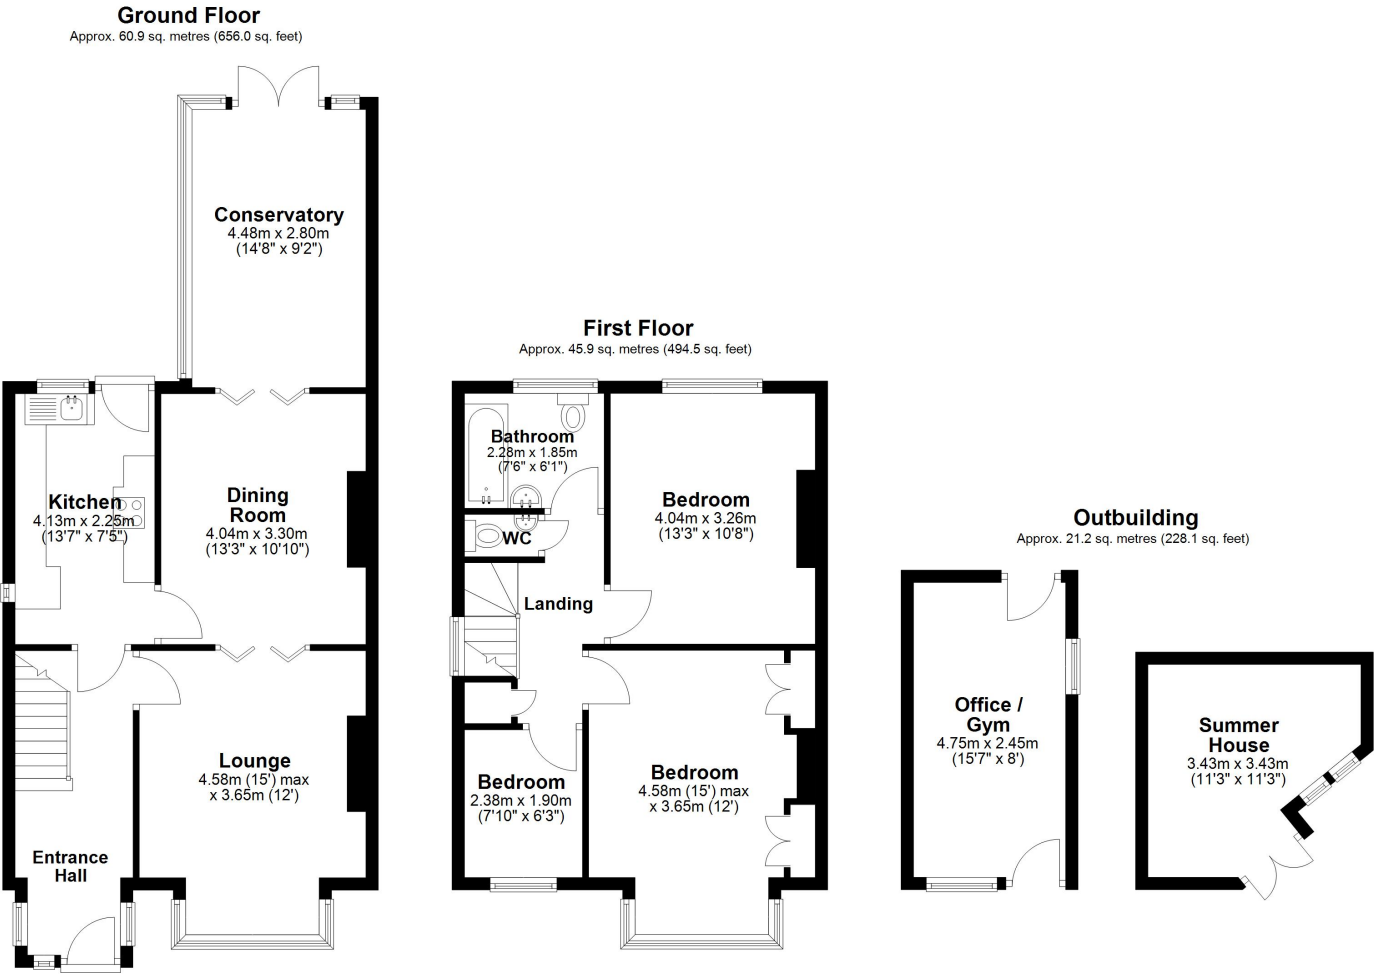 Ground Floor
Approx. 60.9 sq. metres (656.0 sq. feet)
Conservatory
4.48m x 2.80m
(14'8" x 9'2")
Kitchen
4.13m x 2.25m
(13'7" x 7'5")
Dining
Room
4.04m x 3.30m
(13'3" x 10'10")
Lounge
4.58m (15') max
x 3.65m (12')
Entrance
Hall
First Floor
Approx. 45.9 sq. metres (494.5 sq. feet)
Bathroom
2.28m x 1.85m
(7'6" x 6'1")
WC
Bedroom
4.04m x 3.26m
(13'3" x 10'8")
Landing
Bedroom
2.38m x 1.90m
(7'10" x 6'3")
Bedroom
4.58m (15') max
x 3.65m (12')
Outbuilding
Approx. 21.2 sq. metres (228.1 sq. feet)
Office /
Gym
4.75m x 2.45m
(15'7" x 8')
Summer
House
3.43m x 3.43m
(11'3" x 11'3")